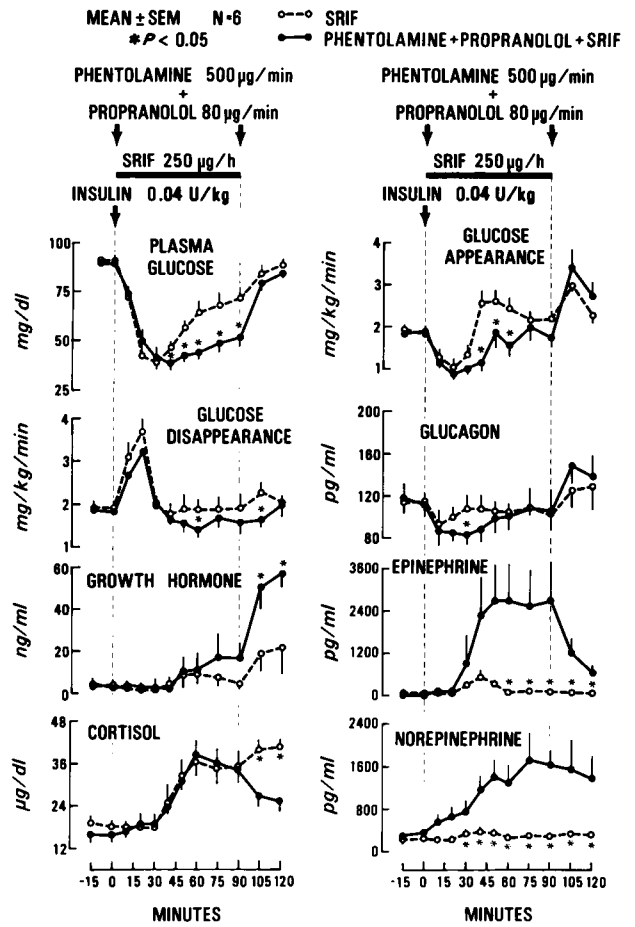 MEAN ± SEM N=6 SRIF
*P < 0.05 PHENTOLAMINE+PROPRANOLOL+SRIF
PHENTOLAMINE 500 µg/min
+
PROPRANOLOL 80 µg/min
SRIF 250 µg/h
INSULIN 0.04 U/kg
PHENTOLAMINE 500 µg/min
+
PROPRANOLOL 80 µg/min
SRIF 250 µg/h
INSULIN 0.04 U/kg
PLASMA
GLUCOSE
mg/dl
100
75
50
25
* * * * *
GLUCOSE
DISAPPEARANCE
mg/kg/min
4
3
2
1
* *
GROWTH HORMONE
ng/ml
60
40
20
0
* *
CORTISOL
µg/dl
48
36
24
12
* *
-15 0 15 30 45 60 75 90 105 120
MINUTES
GLUCOSE
APPEARANCE
mg/kg/min
4
3
2
1
* * *
GLUCAGON
pg/ml
200
160
120
80
*
EPINEPHRINE
pg/ml
3600
2400
1200
0
* * * * *
NOREPINEPHRINE
pg/ml
2400
1600
800
0
* * * * * * * *
-15 0 15 30 45 60 75 90 105 120
MINUTES